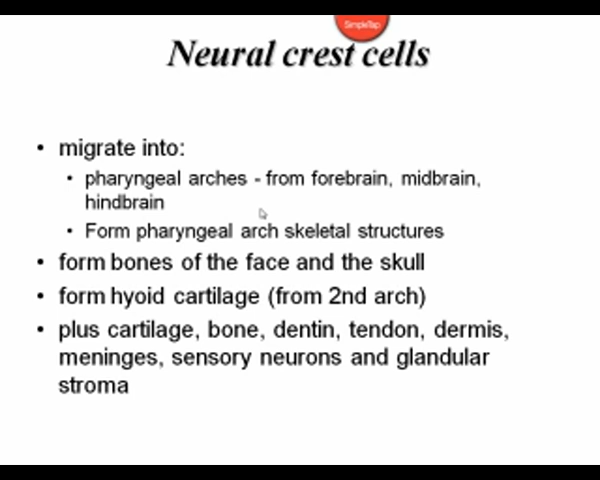 SimpleTap
Neural crest cells
• migrate into:
• pharyngeal arches - from forebrain, midbrain,
hindbrain
• Form pharyngeal arch skeletal structures
• form bones of the face and the skull
• form hyoid cartilage (from 2nd arch)
• plus cartilage, bone, dentin, tendon, dermis,
meninges, sensory neurons and glandular
stroma